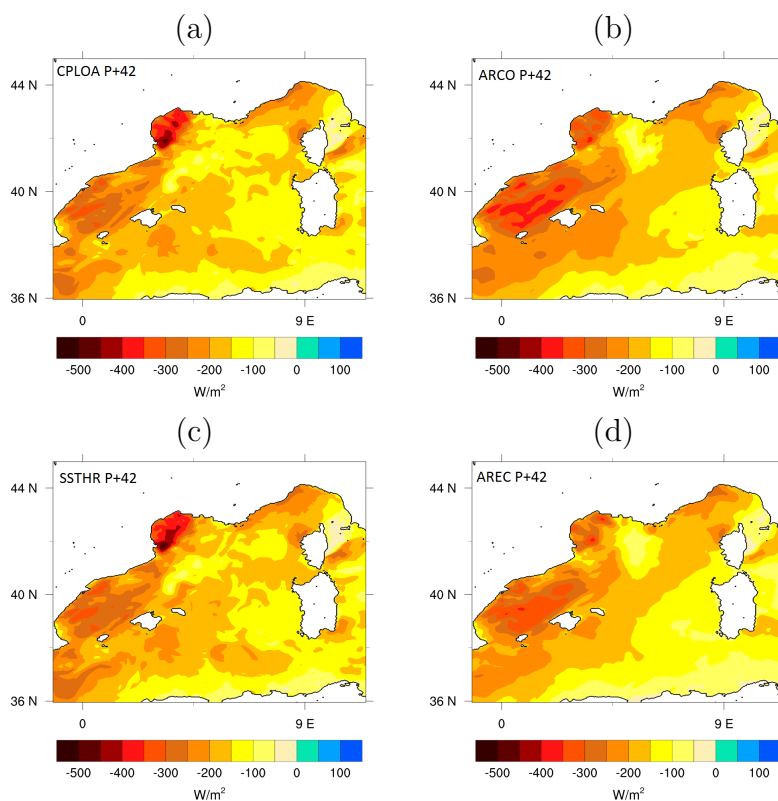 (a)
(b)
CPLOA P+42
ARCO P+42
44 N
44 N
40 N
40 N
36 N
36 N
0
9 E
0
9 E
-500
-400
-300
-200
-100
0
100
-500
-400
-300
-200
-100
0
100
W/m²
W/m²
(c)
(d)
SSTHR P+42
AREC P+42
44 N
44 N
40 N
40 N
36 N
36 N
0
9 E
0
9 E
-500
-400
-300
-200
-100
0
100
-500
-400
-300
-200
-100
0
100
W/m²
W/m²